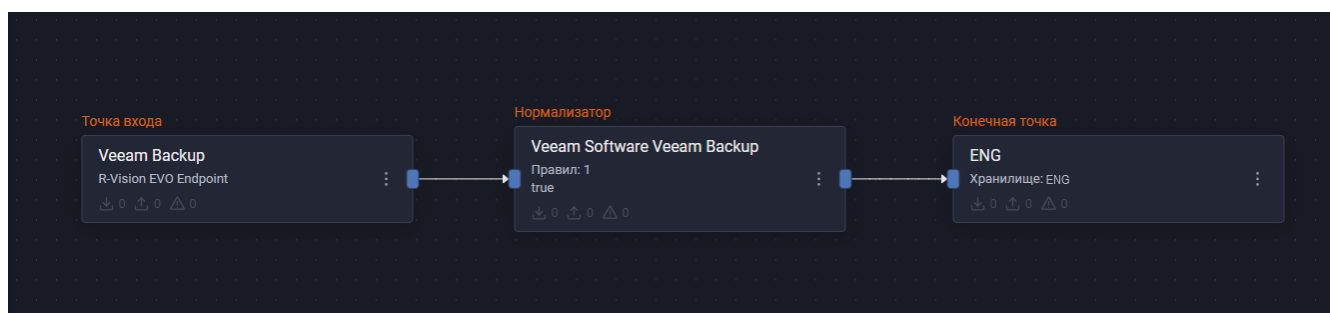 Точка входа
Veeam Backup
R-Vision EVO Endpoint
0 0 0
Нормализатор
Veeam Software Veeam Backup
Правил: 1
true
0 0 0
Конечная точка
ENG
Хранилище: ENG
0 0 0